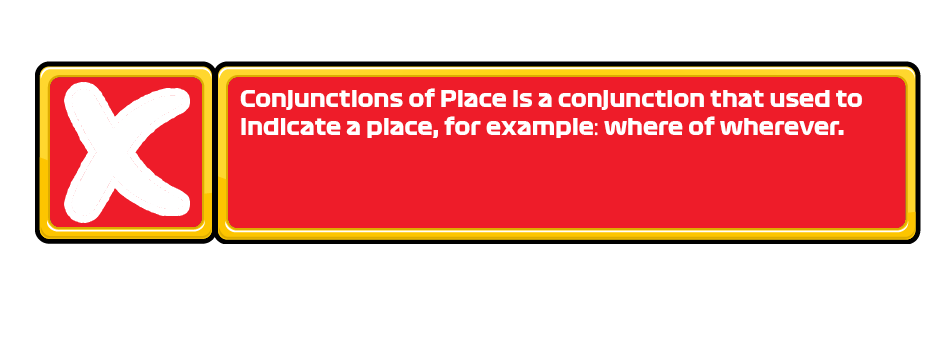 Conjunctions of Place is a conjunction that used to
indicate a place, for example: where of wherever.